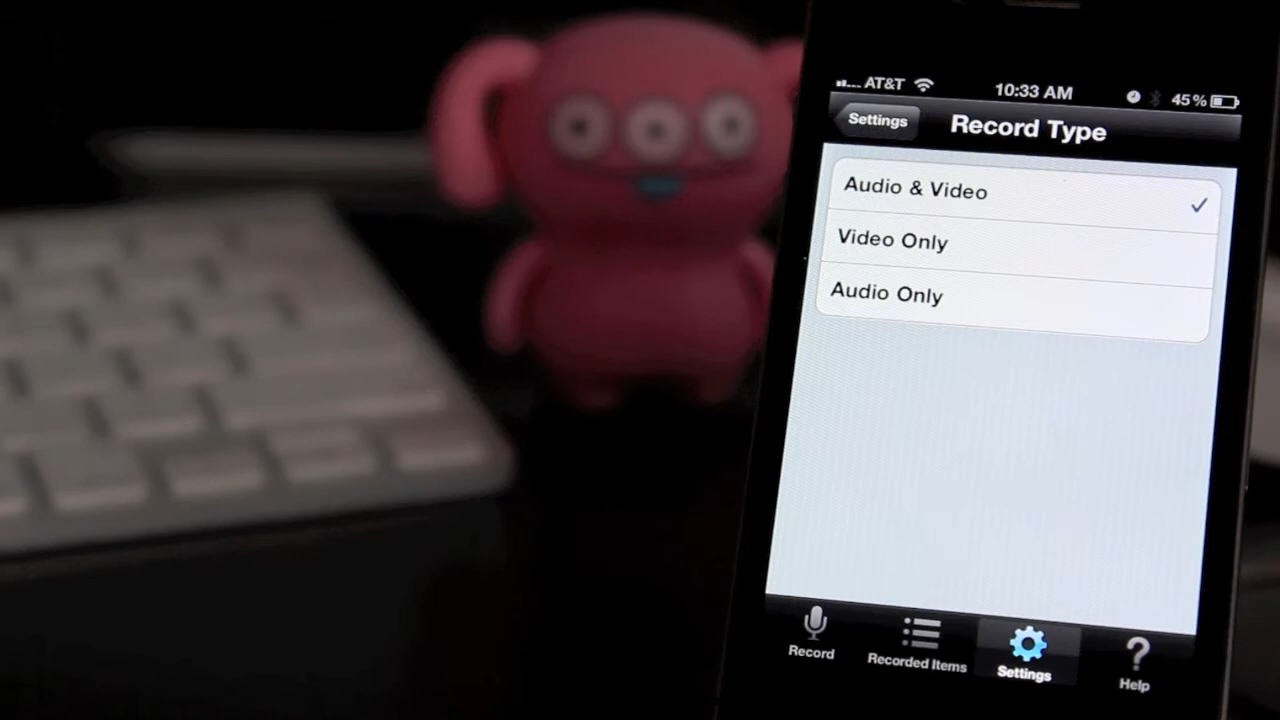 AT&T 10:33 AM 45%
Settings Record Type
Audio & Video
Video Only
Audio Only
Record Recorded Items Settings Help